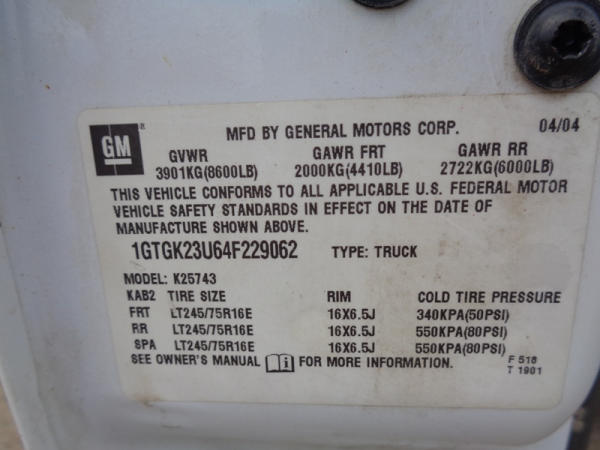 GM ®
MFD BY GENERAL MOTORS CORP. 04/04
GVWR GAWR FRT GAWR RR
3901KG(8600LB) 2000KG(4410LB) 2722KG(6000LB)
THIS VEHICLE CONFORMS TO ALL APPLICABLE U.S. FEDERAL MOTOR
VEHICLE SAFETY STANDARDS IN EFFECT ON THE DATE OF
MANUFACTURE SHOWN ABOVE.
1GTGK23U64F229062 TYPE: TRUCK
MODEL: K25743
KAB2 TIRE SIZE RIM COLD TIRE PRESSURE
FRT LT245/75R16E 16X6.5J 340KPA(50PSI)
RR LT245/75R16E 16X6.5J 550KPA(80PSI)
SPA LT245/75R16E 16X6.5J 550KPA(80PSI)
SEE OWNER'S MANUAL i FOR MORE INFORMATION.
F 518
T 1901